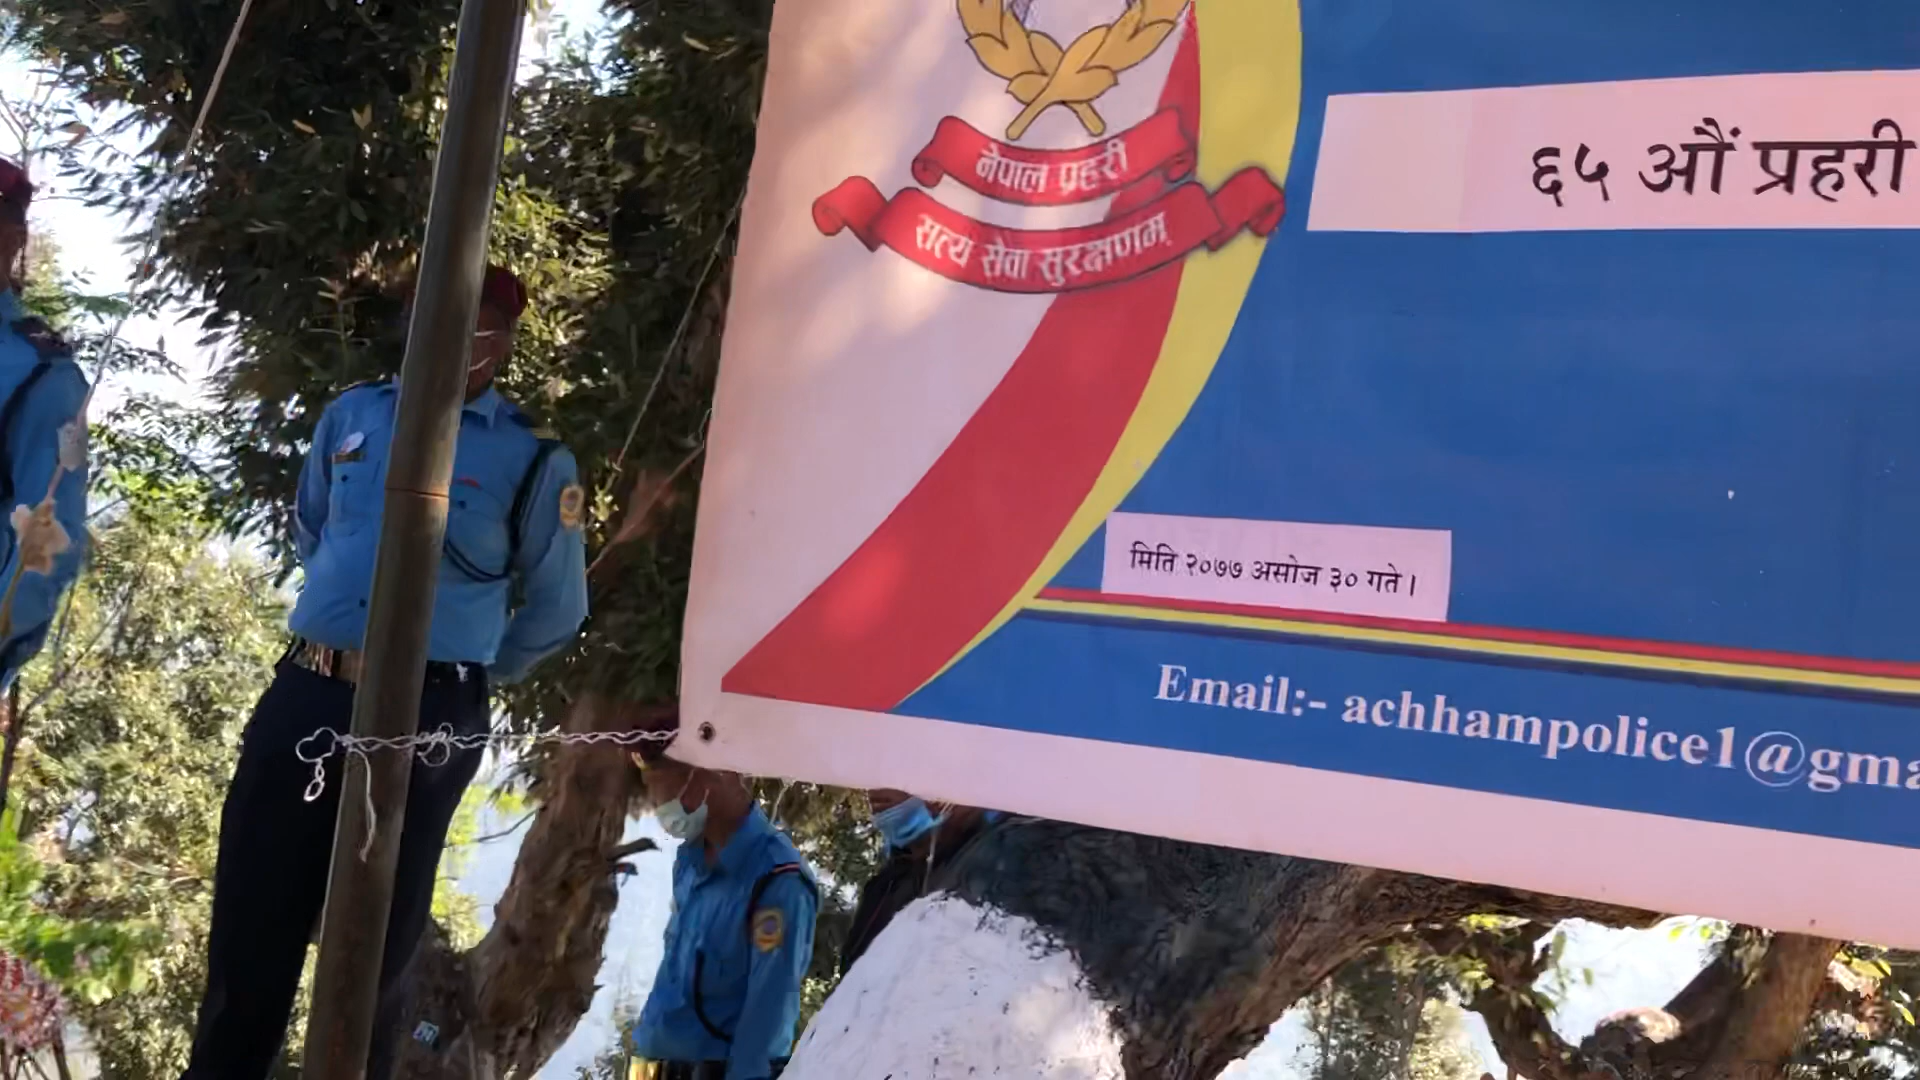 नेपाल प्रहरी
सत्य सेवा सुरक्षणम्
६५ औं प्रहरी
मिति २०७७ असोज ३० गते।
Email:- achhampolice1@gma